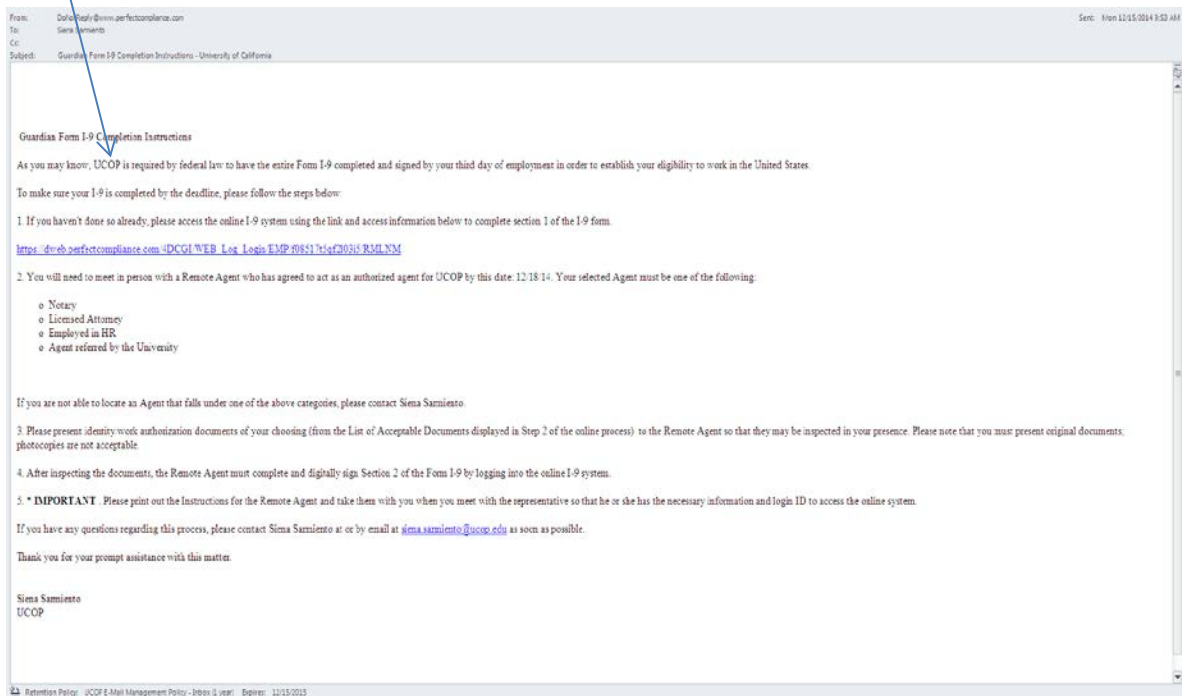 From: DoNotReply@www.perfectcompliance.com
Sent: Mon 12/15/2014 9:53 AM
To: Siena Sarmiento
Cc:
Subject: Guardian Form I-9 Completion Instructions - University of California
Guardian Form I-9 Completion Instructions
As you may know, UCOP is required by federal law to have the entire Form I-9 completed and signed by your third day of employment in order to establish your eligibility to work in the United States.
To make sure your I-9 is completed by the deadline, please follow the steps below:
1. If you haven't done so already, please access the online I-9 system using the link and access information below to complete section 1 of the I-9 form.
https://dweb.perfectcompliance.com/4DCGI/WEB_Log_Login/EMP
2. You will need to meet in person with a Remote Agent who has agreed to act as an authorized agent for UCOP by this date: 12/18/14. Your selected Agent must be one of the following:
o Notary
o Licensed Attorney
o Employed in HR
o Agent referred by the University
If you are not able to locate an Agent that falls under one of the above categories, please contact Siena Sarmiento.
3. Please present identity/work authorization documents of your choosing (from the List of Acceptable Documents displayed in Step 2 of the online process) to the Remote Agent so that they may be inspected in your presence. Please note that you must present original documents;
photocopies are not acceptable.
4. After inspecting the documents, the Remote Agent must complete and digitally sign Section 2 of the Form I-9 by logging into the online I-9 system.
5. * IMPORTANT . Please print out the Instructions for the Remote Agent and take them with you when you meet with the representative so that he or she has the necessary information and login ID to access the online system.
If you have any questions regarding this process, please contact Siena Sarmiento at or by email at siena.sarmiento@ucop.edu as soon as possible.
Thank you for your prompt assistance with this matter.
Siena Sarmiento
UCOP
Retention Policy: UCOP E-Mail Management Policy - Inbox (1 year) Expires: 12/15/2015